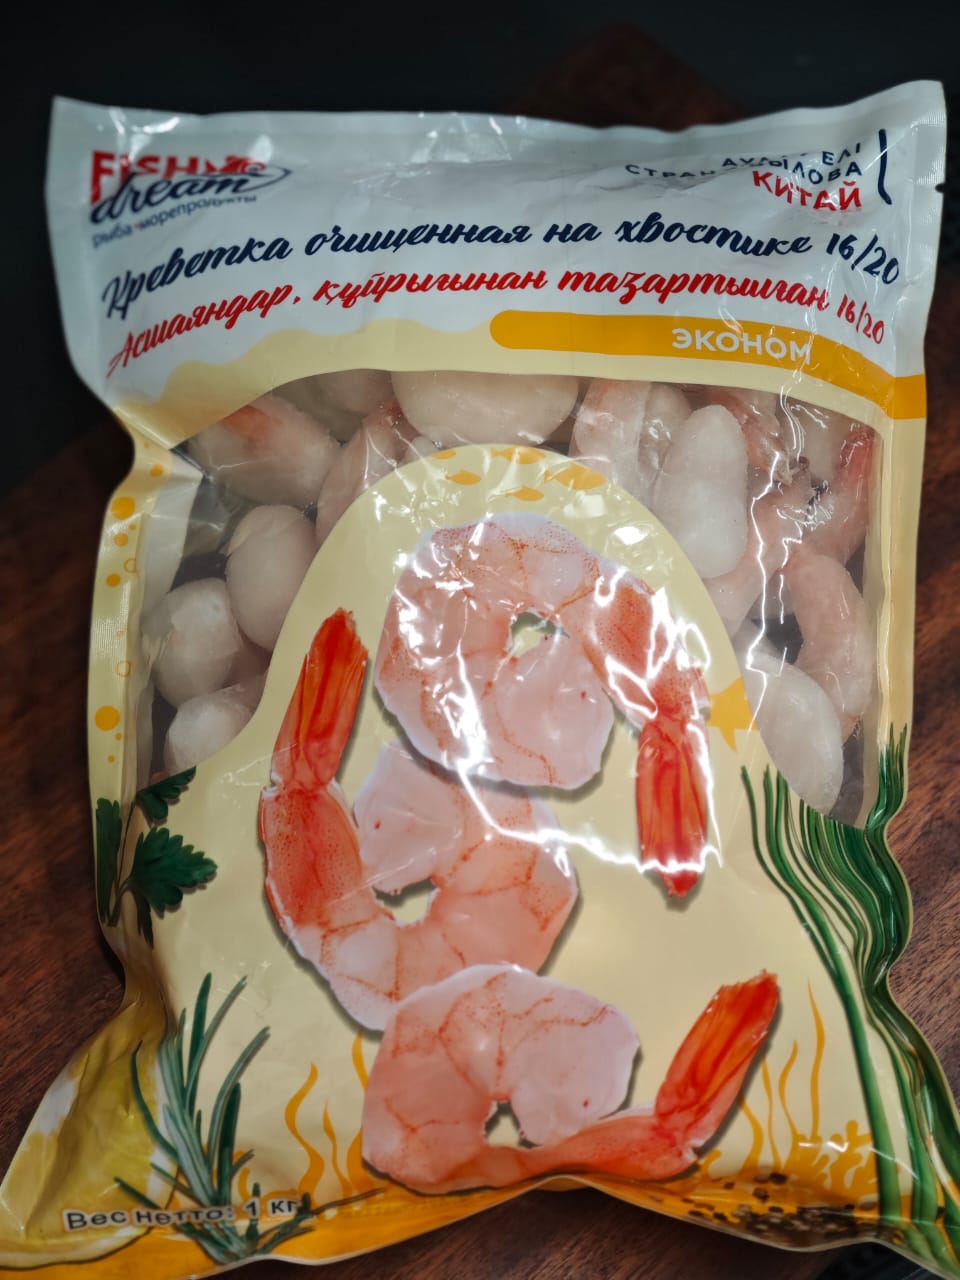 FISH
dream
рыба•морепродукты
СТРАНА
КИТАЙ
Креветка очищенная на хвостике 16/20
Асшаяндар, құйрығынан тазартылған 16/20
ЭКОНОМ
Вес нетто: 1 кг